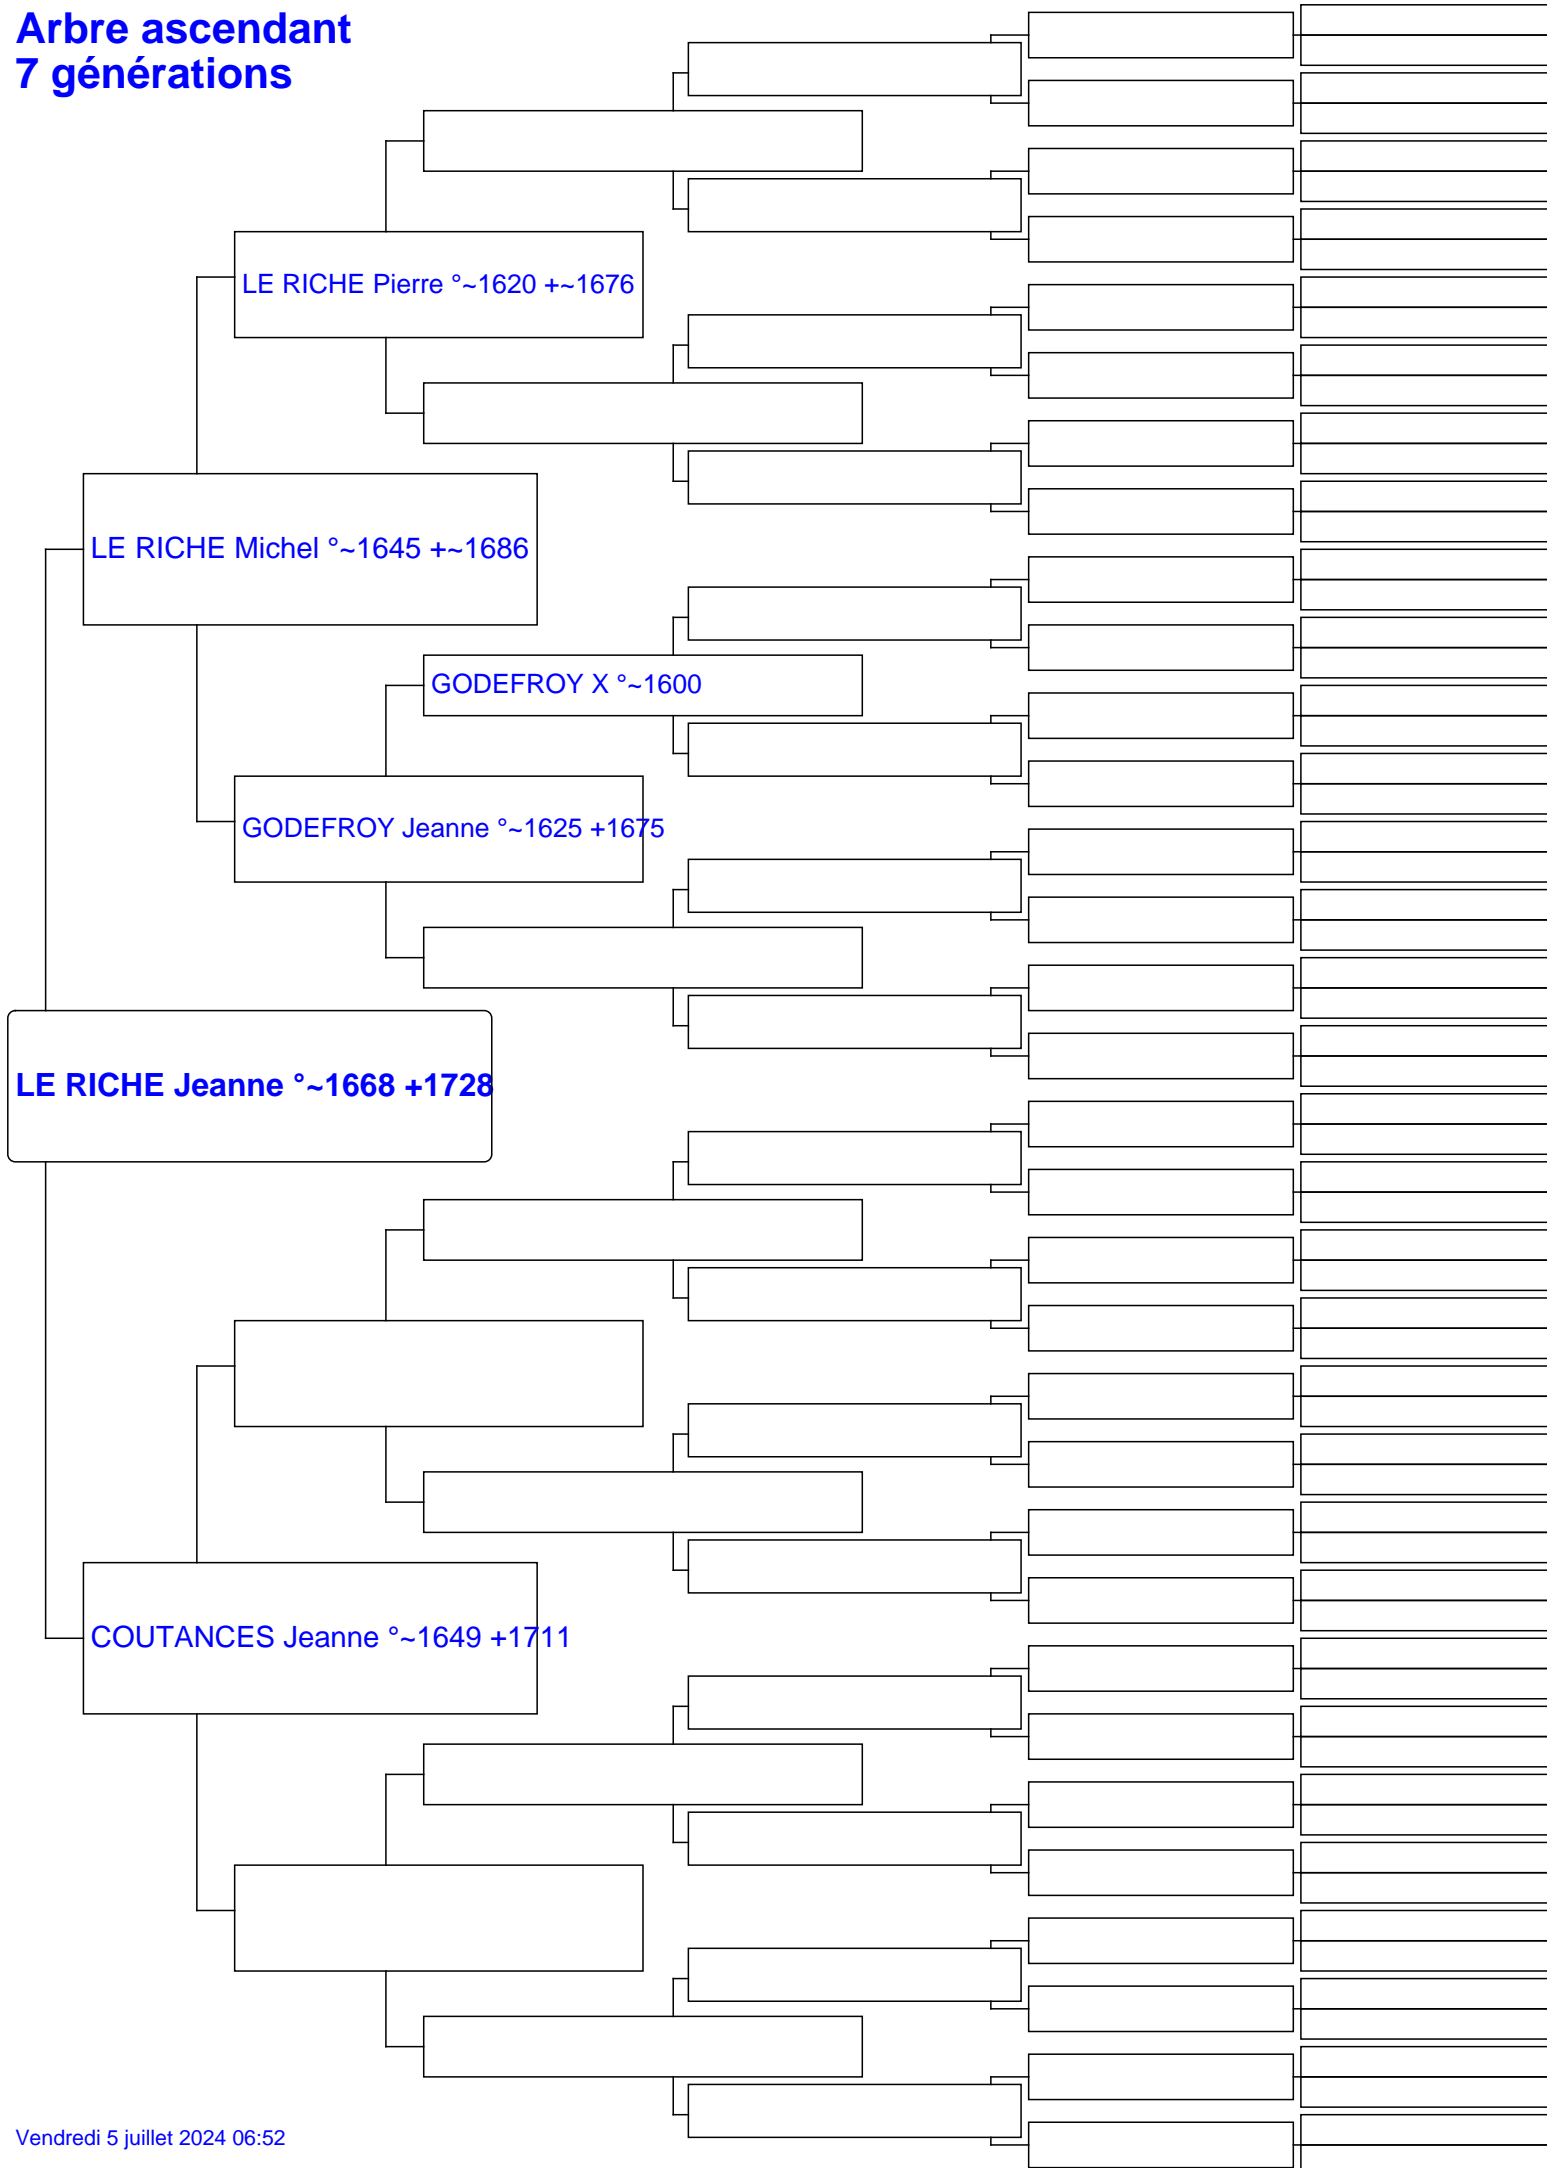 Arbre ascendant
7 générations
LE RICHE Pierre °~1620 +~1676
LE RICHE Michel °~1645 +~1686
GODEFROY X °~1600
GODEFROY Jeanne °~1625 +1675
LE RICHE Jeanne °~1668 +1728
COUTANCES Jeanne °~1649 +1711
Vendredi 5 juillet 2024 06:52